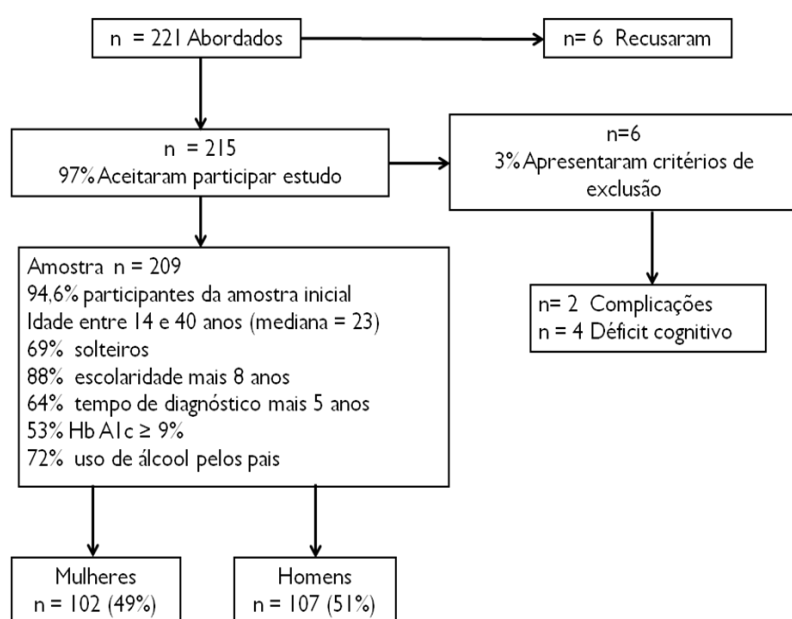 n = 221 Abordados
n= 6 Recusaram
n = 215
97% Aceitaram participar estudo
n=6
3% Apresentaram critérios de
exclusão
Amostra n = 209
94,6% participantes da amostra inicial
Idade entre 14 e 40 anos (mediana = 23)
69% solteiros
88% escolaridade mais 8 anos
64% tempo de diagnóstico mais 5 anos
53% Hb A1c ≥ 9%
72% uso de álcool pelos pais
n= 2 Complicações
n = 4 Déficit cognitivo
Mulheres
n = 102 (49%)
Homens
n = 107 (51%)